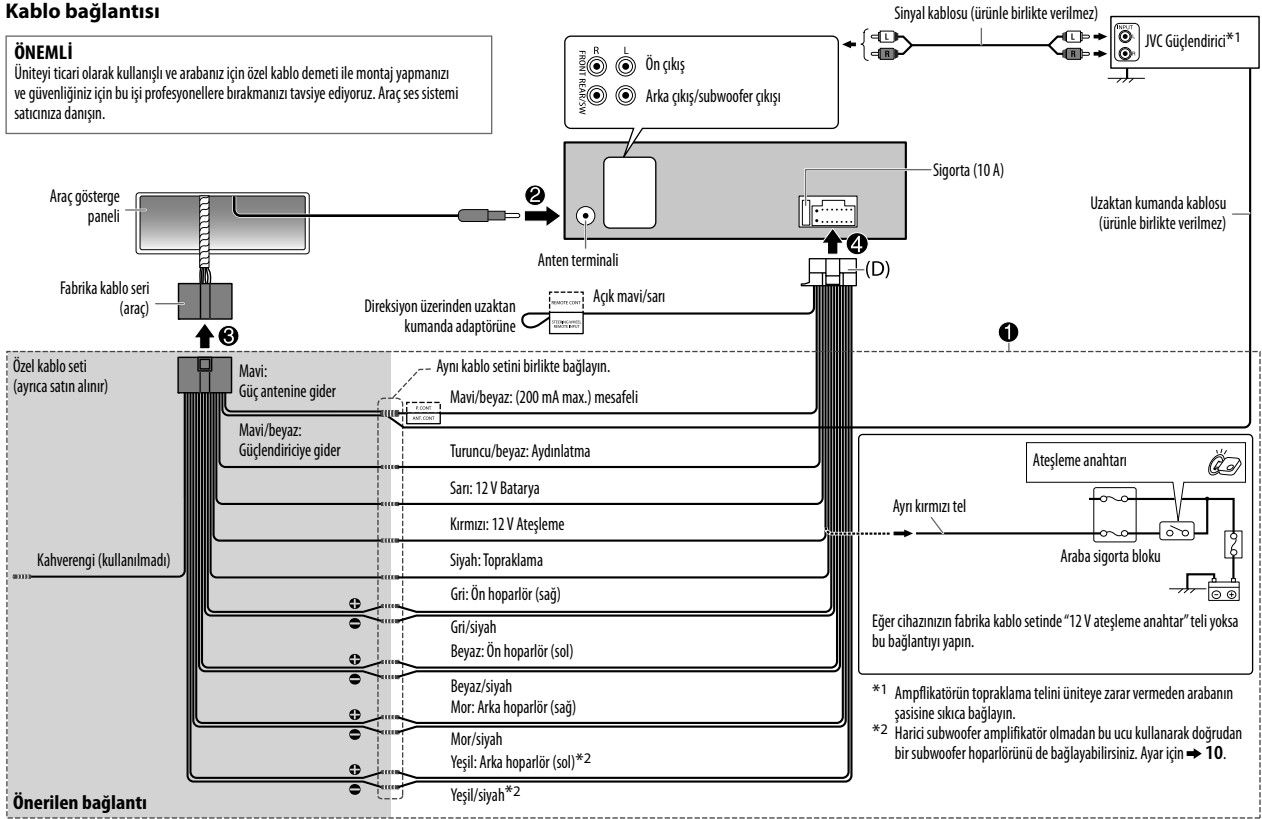 Kablo bağlantısı
ÖNEMLİ
Üniteyi ticari olarak kullanışlı ve arabanız için özel kablo demeti ile montaj yapmanızı
ve güvenliğiniz için bu işi profesyonellere bırakmanızı tavsiye ediyoruz. Araç ses sistemi
satıcınıza danışın.
Sinyal kablosu (ürünle birlikte verilmez)
L
R
L
R
INPUT
L
R
JVC Güçlendirici*1
R L
FRONT
REAR/SW
Ön çıkış
Arka çıkış/subwoofer çıkışı
Sigorta (10 A)
Uzaktan kumanda kablosu
(ürünle birlikte verilmez)
Araç gösterge
paneli
2
Anten terminali
4
(D)
Fabrika kablo seri
(araç)
3
Direksiyon üzerinden uzaktan
kumanda adaptörüne
REMOTE CONT
STEERING WHEEL
REMOTE INPUT
Açık mavi/sarı
1
Özel kablo seti
(ayrıca satın alınır)
Mavi:
Güç antenine gider
Aynı kablo setini birlikte bağlayın.
P.CONT
ANT. CONT
Mavi/beyaz: (200 mA max.) mesafeli
Mavi/beyaz:
Güçlendiriciye gider
Turuncu/beyaz: Aydınlatma
Sarı: 12 V Batarya
Kırmızı: 12 V Ateşleme
Siyah: Topraklama
Kahverengi (kullanılmadı)
Gri: Ön hoparlör (sağ)
Gri/siyah
Beyaz: Ön hoparlör (sol)
Beyaz/siyah
Mor: Arka hoparlör (sağ)
Mor/siyah
Yeşil: Arka hoparlör (sol)*2
Yeşil/siyah*2
Önerilen bağlantı
Ateşleme anahtarı
Ayrı kırmızı tel
Araba sigorta bloku
Eğer cihazınızın fabrika kablo setinde “12 V ateşleme anahtar” teli yoksa
bu bağlantıyı yapın.
*1 Ampflikatörün topraklama telini üniteye zarar vermeden arabanın
şasisine sıkıca bağlayın.
*2 Harici subwoofer amplifikatör olmadan bu ucu kullanarak doğrudan
bir subwoofer hoparlörünü de bağlayabilirsiniz. Ayar için ➡ 10.